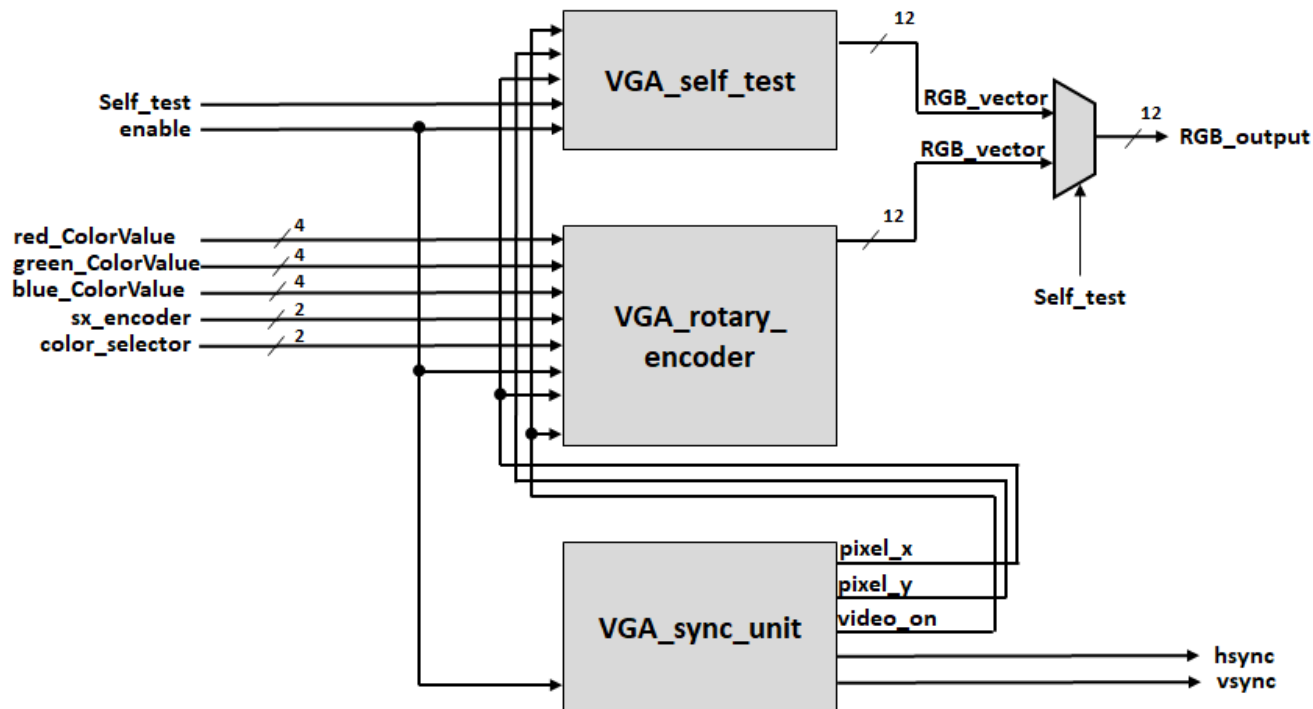 12
VGA_self_test
Self_test
enable
RGB_vector
12
RGB_output
RGB_vector
12
Self_test
red_ColorValue
4
green_ColorValue
4
blue_ColorValue
4
sx_encoder
2
color_selector
2
VGA_rotary_
encoder
pixel_x
pixel_y
video_on
VGA_sync_unit
hsync
vsync